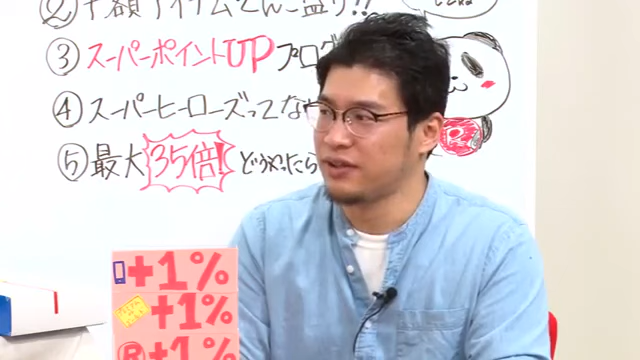 ② 半額アイテムてんこ盛り!!
③ スーパーポイントUPプログ
④ スーパーヒーローズってな
⑤ 最大35倍! どうやったら
+1%
+1%
R+1%